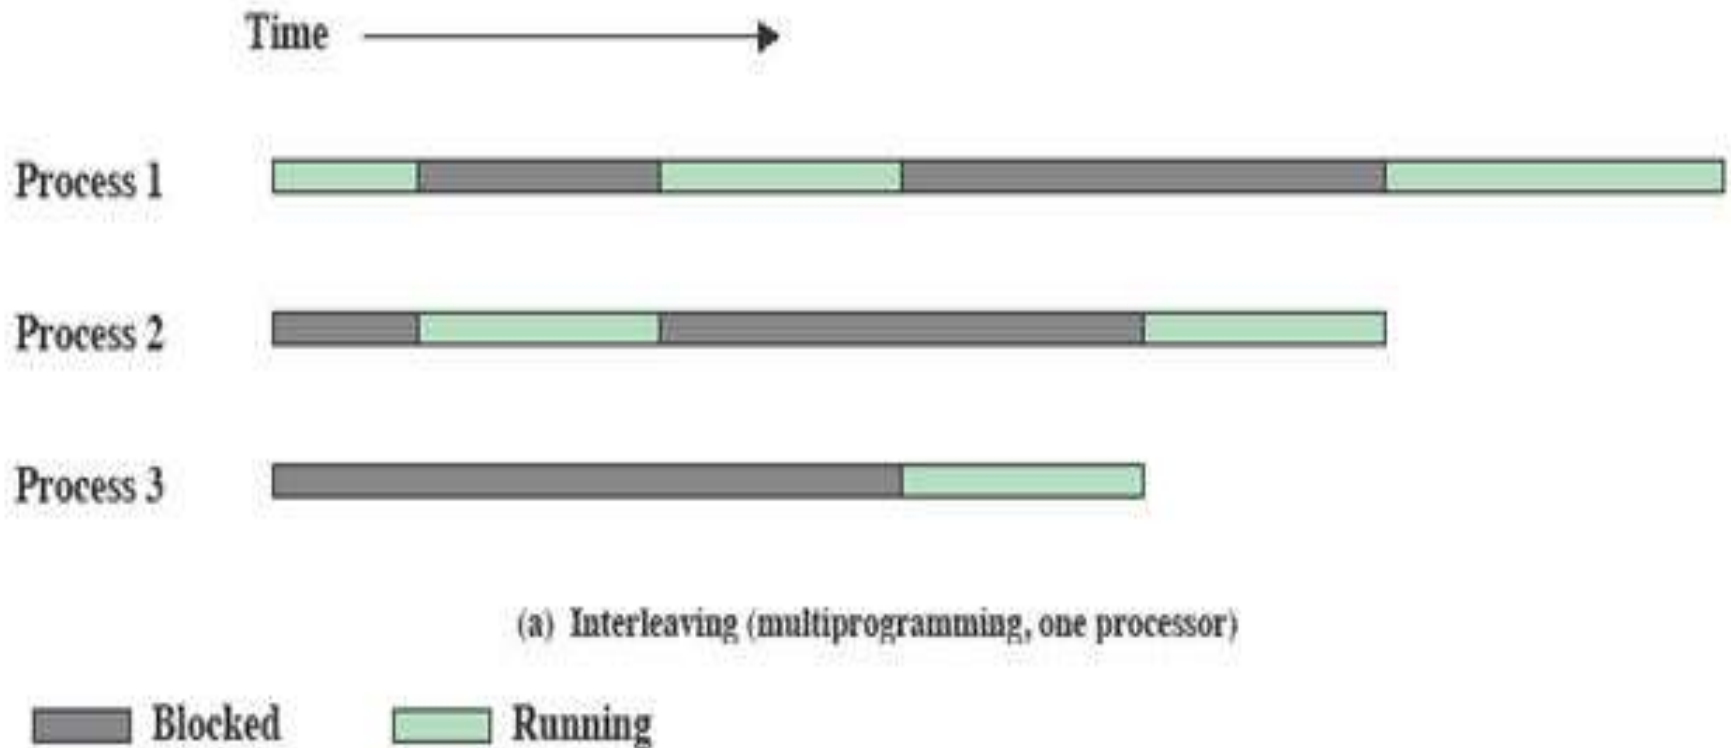 Time
Process 1
Process 2
Process 3
(a) Interleaving (multiprogramming, one processor)
Blocked Running